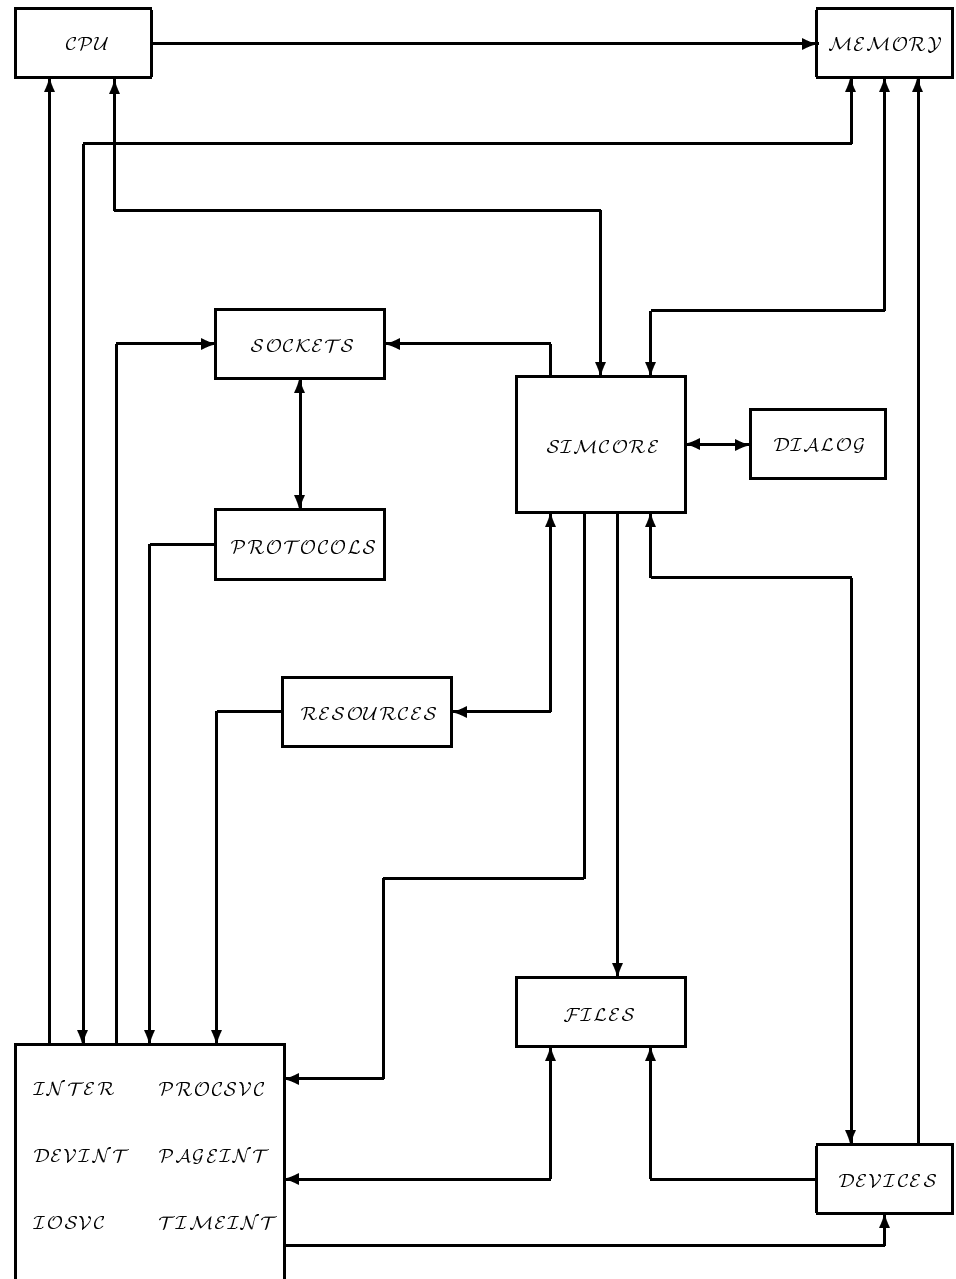 CPU
MEMORY
SOCKETS
SIMCORE
DIALOG
PROTOCOLS
RESOURCES
FILES
INTER PROCSVC
DEVINT PAGEINT
DEVICES
IOSVC TIMEINT